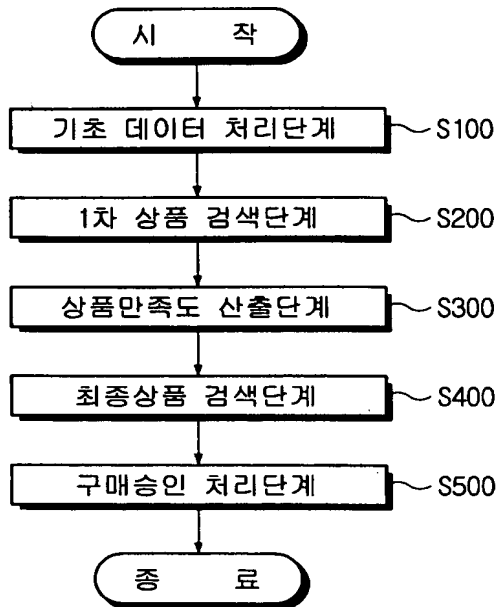 시 작
기초 데이터 처리단계 S100
1차 상품 검색단계 S200
상품만족도 산출단계 S300
최종상품 검색단계 S400
구매승인 처리단계 S500
종 료